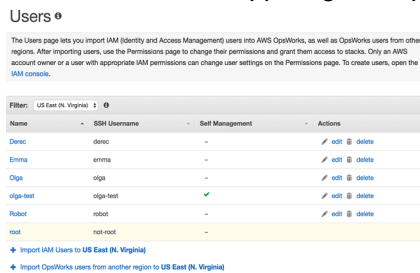 Users
The Users page lets you import IAM (Identity and Access Management) users into AWS OpsWorks, as well as OpsWorks users from other
regions. After importing users, use the Permissions page to change their permissions and grant them access to stacks. Only an AWS
account owner or a user with appropriate IAM permissions can change user settings on the Permissions page. To create users, open the
IAM console.
Filter: US East (N. Virginia)
Name SSH Username Self Management Actions
Derec derec – edit delete
Emma emma – edit delete
Olga olga – edit delete
olga-test olga-test ✔ edit delete
Robot robot – edit delete
root not-root –
+ Import IAM Users to US East (N. Virginia)
+ Import OpsWorks users from another region to US East (N. Virginia)